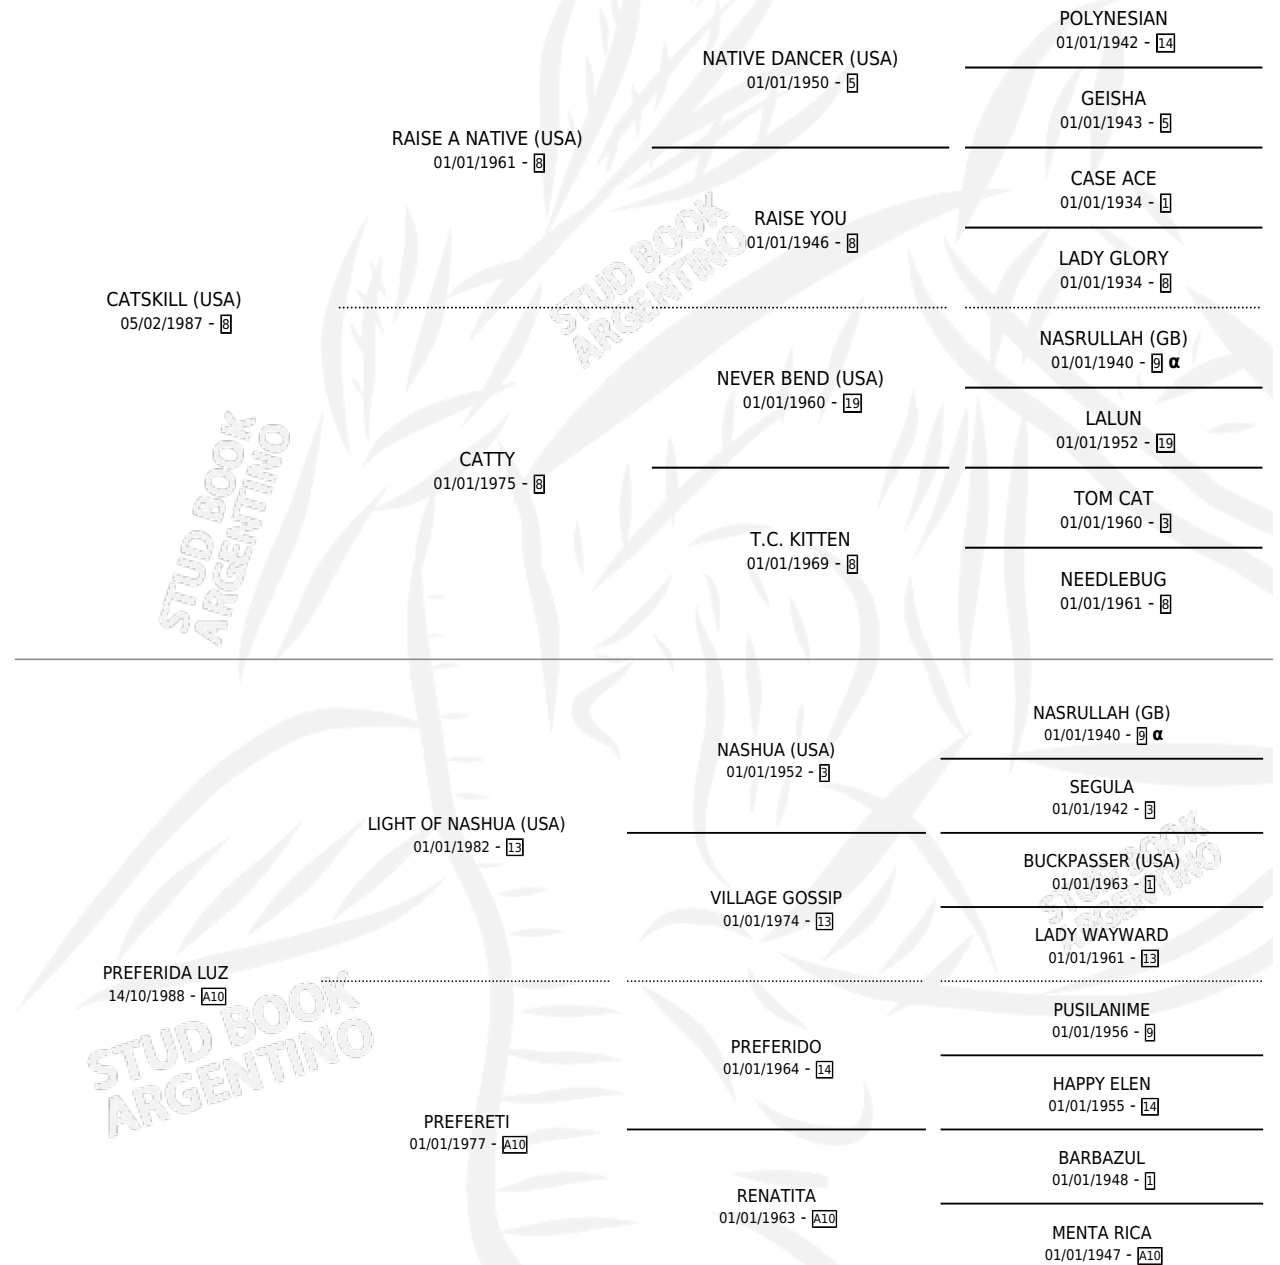 POLYNESIAN
01/01/1942 - 14
NATIVE DANCER (USA)
01/01/1950 - 5
GEISHA
01/01/1943 - 5
RAISE A NATIVE (USA)
01/01/1961 - 8
CASE ACE
01/01/1934 - 1
RAISE YOU
01/01/1946 - 8
LADY GLORY
01/01/1934 - 8
CATSKILL (USA)
05/02/1987 - 8
STUD BOOK
ARGENTINO
NASRULLAH (GB)
01/01/1940 - 9 α
NEVER BEND (USA)
01/01/1960 - 19
LALUN
01/01/1952 - 19
CATTY
01/01/1975 - 8
TOM CAT
01/01/1960 - 3
T.C. KITTEN
01/01/1969 - 8
NEEDLEBUG
01/01/1961 - 8
STUD BOOK
ARGENTINO
NASRULLAH (GB)
01/01/1940 - 9 α
NASHUA (USA)
01/01/1952 - 3
SEGULA
01/01/1942 - 3
LIGHT OF NASHUA (USA)
01/01/1982 - 13
BUCKPASSER (USA)
01/01/1963 - 1
STUD BOOK
ARGENTINO
VILLAGE GOSSIP
01/01/1974 - 13
LADY WAYWARD
01/01/1961 - 13
PREFERIDA LUZ
14/10/1988 - A10
STUD BOOK
ARGENTINO
PUSILANIME
01/01/1956 - 9
PREFERIDO
01/01/1964 - 14
HAPPY ELEN
01/01/1955 - 14
PREFERETI
01/01/1977 - A10
BARBAZUL
01/01/1948 - 1
RENATITA
01/01/1963 - A10
MENTA RICA
01/01/1947 - A10